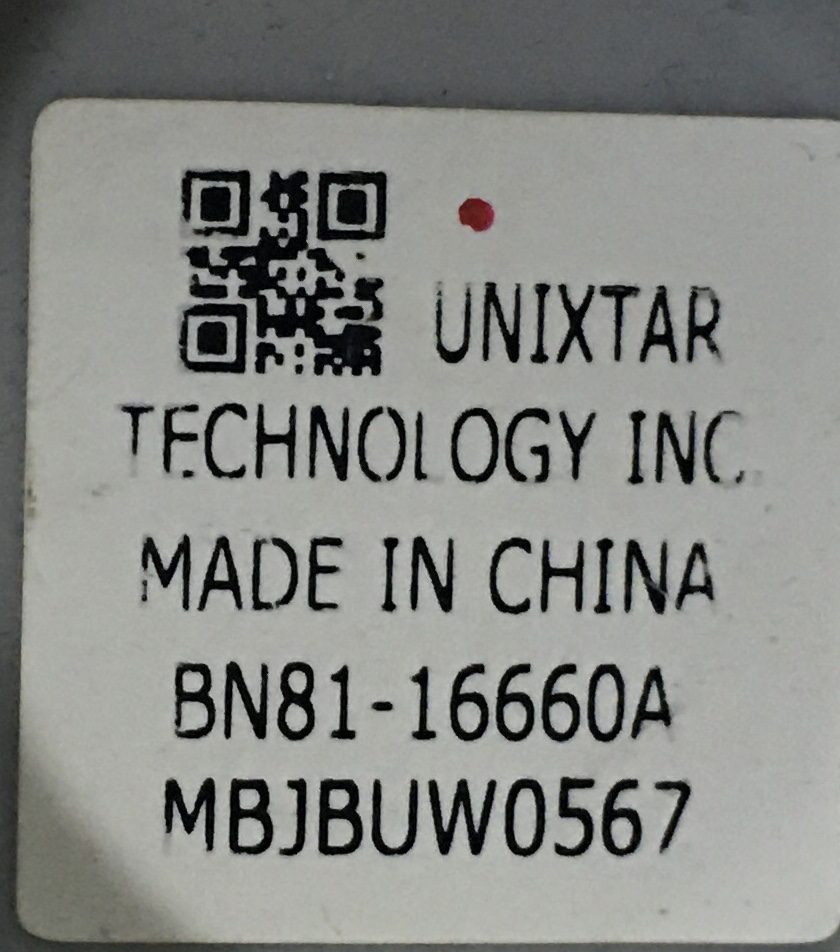 UNIXTAR
TECHNOLOGY INC.
MADE IN CHINA
BN81-16660A
MBJBUW0567